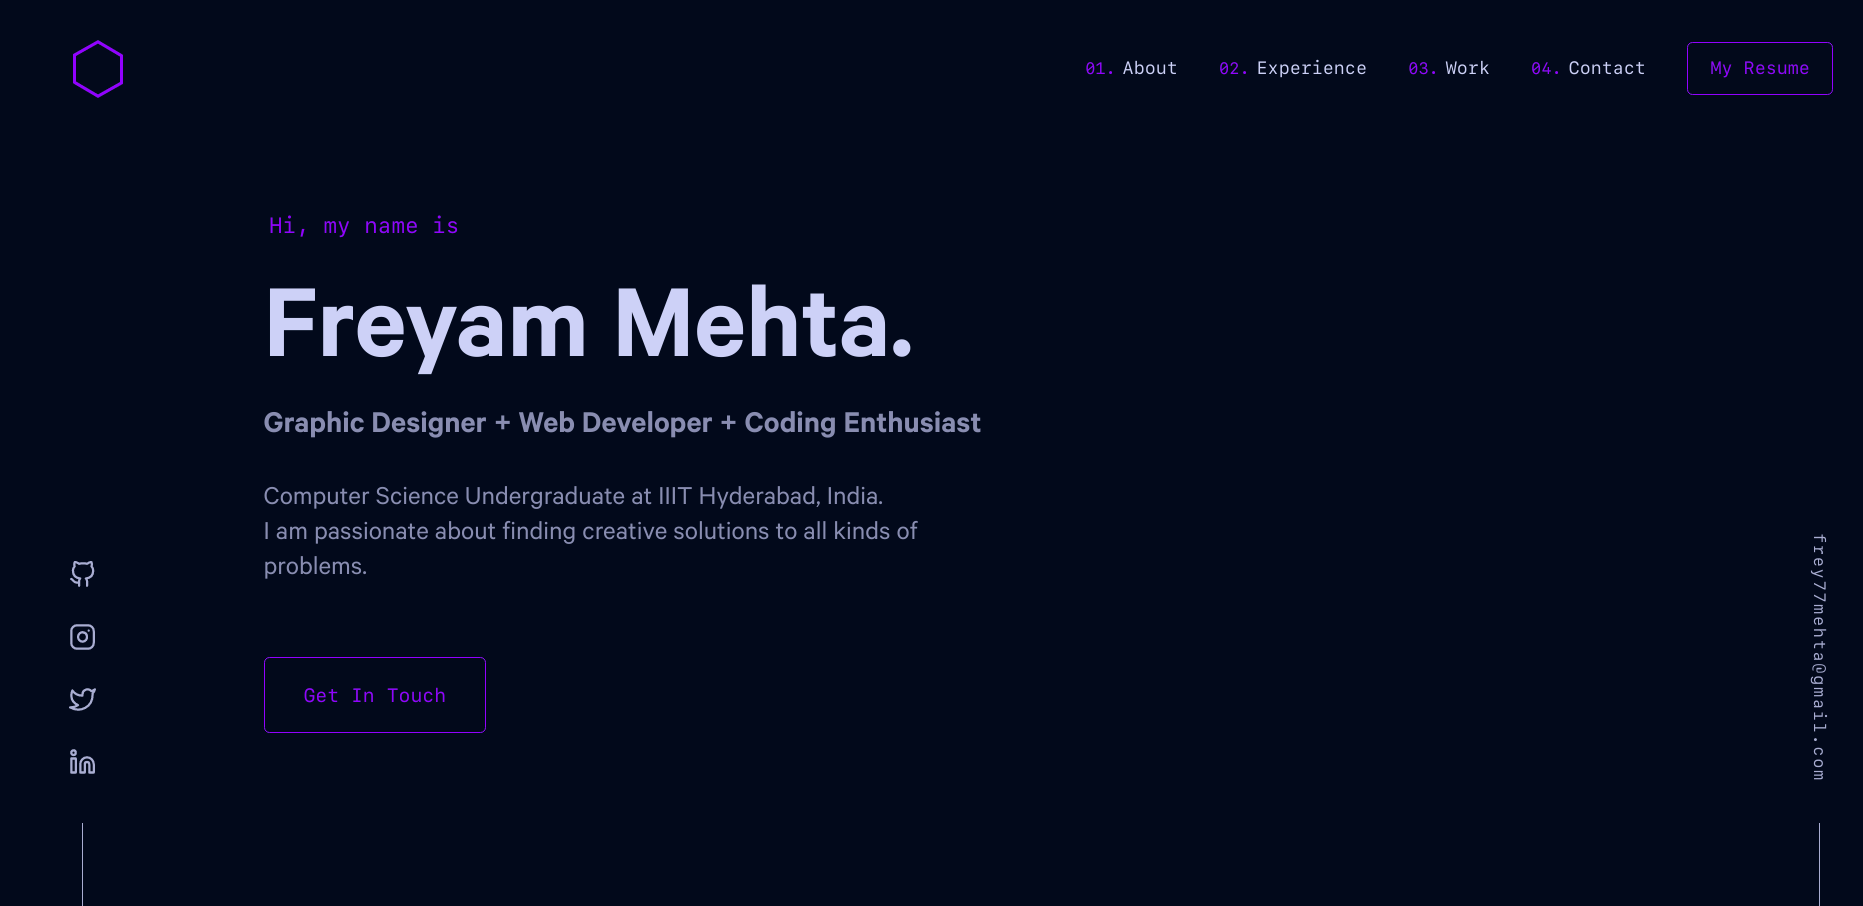 01. About 02. Experience 03. Work 04. Contact My Resume
Hi, my name is
Freyam Mehta.
Graphic Designer + Web Developer + Coding Enthusiast
Computer Science Undergraduate at IIIT Hyderabad, India.
I am passionate about finding creative solutions to all kinds of
problems.
Get In Touch
frey77mehta@gmail.com